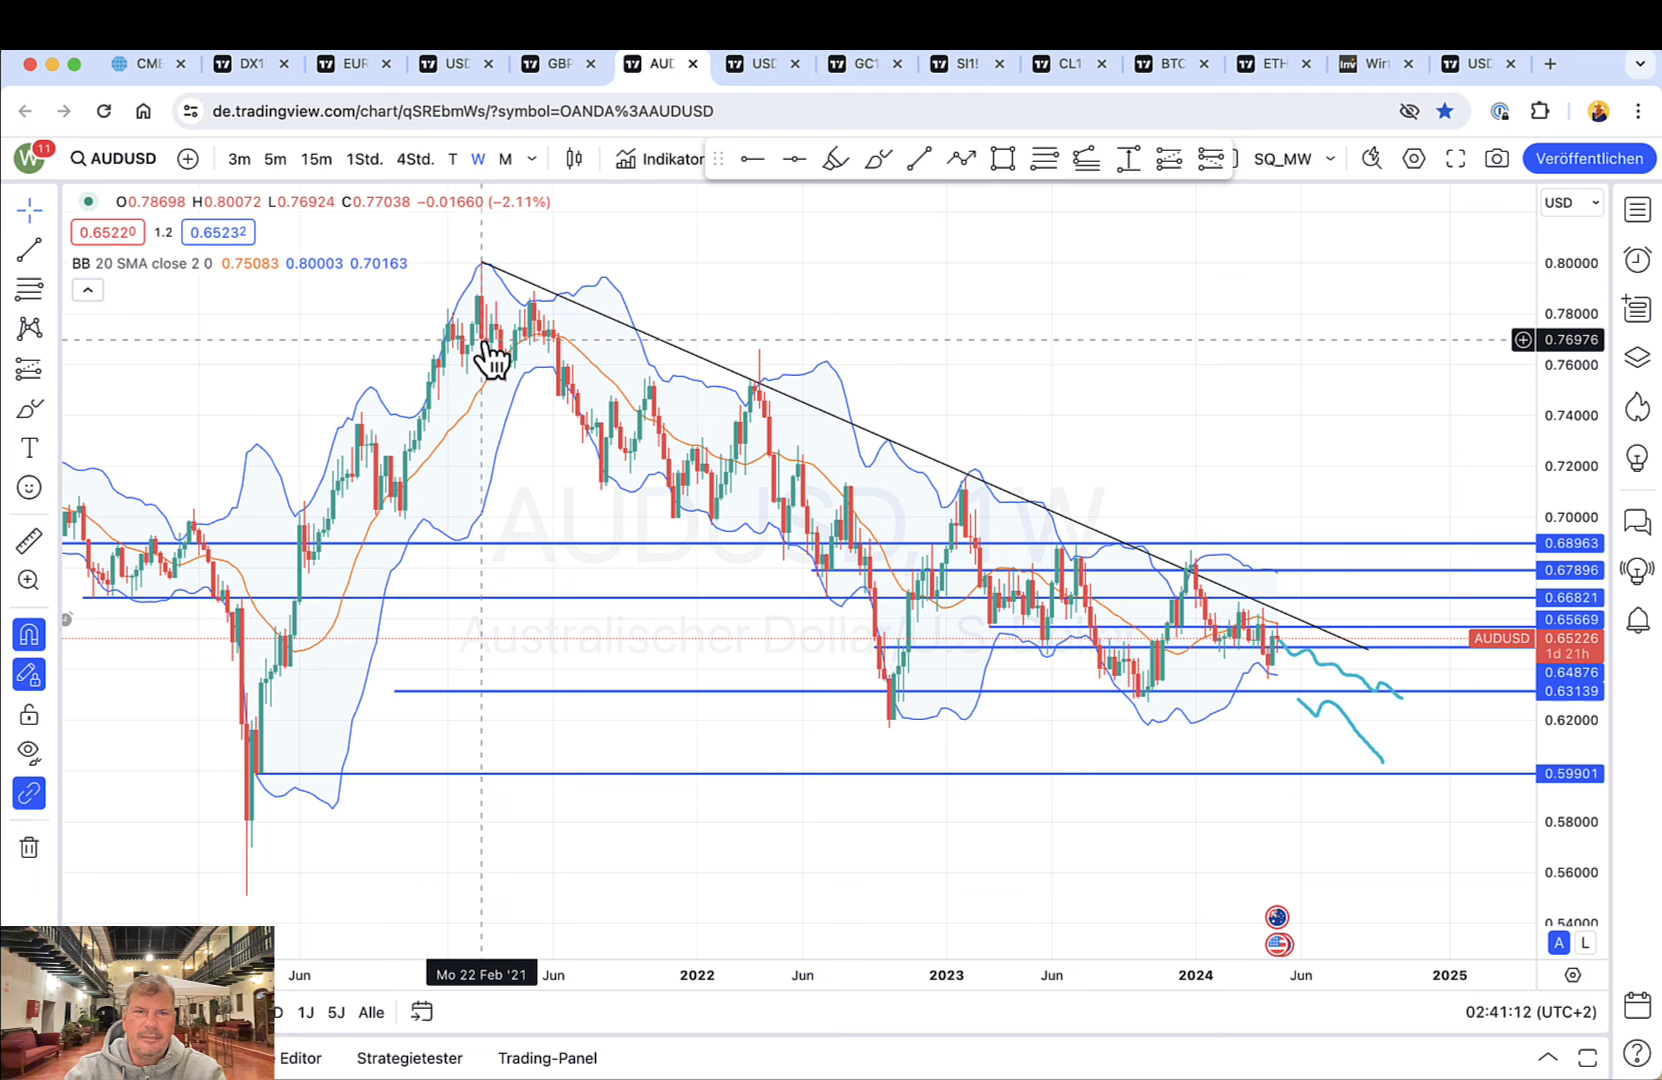 CME
DX1
EUR
USD
GBP
AUD
USD
GC1
SI1!
CL1
BTC
ETH
Inv Wir1
USD
de.tradingview.com/chart/qSREbmWs/?symbol=OANDA%3AAUDUSD
W 11 AUDUSD 3m 5m 15m 1Std. 4Std. T W M Indikator SQ_MW Veröffentlichen
O0.78698 H0.80072 L0.76924 C0.77038 −0.01660 (−2.11%)
0.65220 1.2 0.65232
BB 20 SMA close 2 0 0.75083 0.80003 0.70163
USD
0.80000
0.78000
0.76976
0.76000
0.74000
0.72000
0.70000
0.68963
0.67896
0.66821
0.65669
AUDUSD 0.65226
1d 21h
0.64876
0.63139
0.62000
0.59901
0.58000
0.56000
0.54000
AUDUSD, 1W
Australischer Dollar/U.S. Dollar
A L
Jun Mo 22 Feb '21 Jun 2022 Jun 2023 Jun 2024 Jun 2025
1J 5J Alle 02:41:12 (UTC+2)
Editor Strategietester Trading-Panel